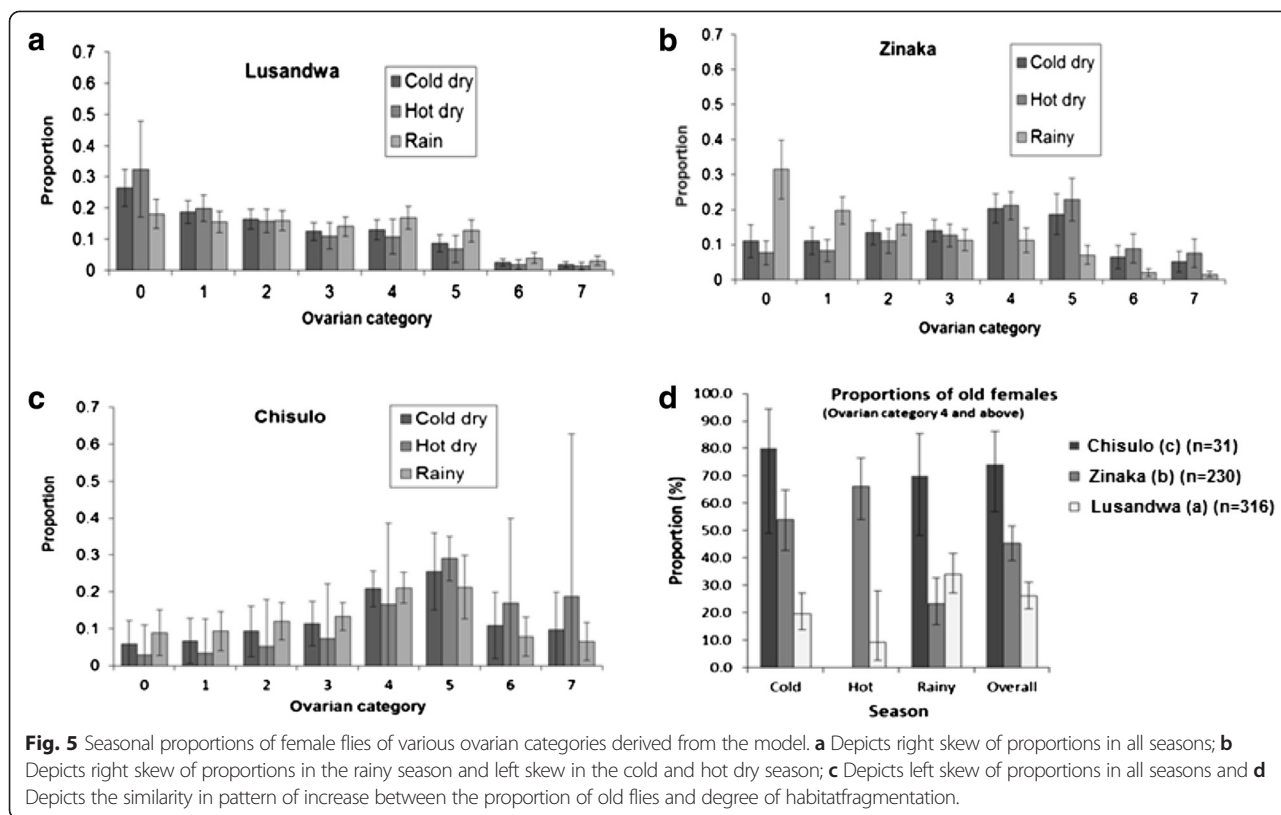 a
Lusandwa
Cold dry
Hot dry
Rain
0.7
0.6
0.5
0.4
0.3
0.2
0.1
0
Proportion
0 1 2 3 4 5 6 7
Ovarian category
b
Zinaka
Cold dry
Hot dry
Rainy
0.7
0.6
0.5
0.4
0.3
0.2
0.1
0
Proportion
0 1 2 3 4 5 6 7
Ovarian category
c
Chisulo
Cold dry
Hot dry
Rainy
0.7
0.6
0.5
0.4
0.3
0.2
0.1
0
Proportion
0 1 2 3 4 5 6 7
Ovarian category
d
Proportions of old females
(Ovarian category 4 and above)
100.0
90.0
80.0
70.0
60.0
50.0
40.0
30.0
20.0
10.0
0.0
Proportion (%)
Cold Hot Rainy Overall
Season
Chisulo (c) (n=31)
Zinaka (b) (n=230)
Lusandwa (a) (n=316)
Fig. 5 Seasonal proportions of female flies of various ovarian categories derived from the model. a Depicts right skew of proportions in all seasons; b
Depicts right skew of proportions in the rainy season and left skew in the cold and hot dry season; c Depicts left skew of proportions in all seasons and d
Depicts the similarity in pattern of increase between the proportion of old flies and degree of habitatfragmentation.